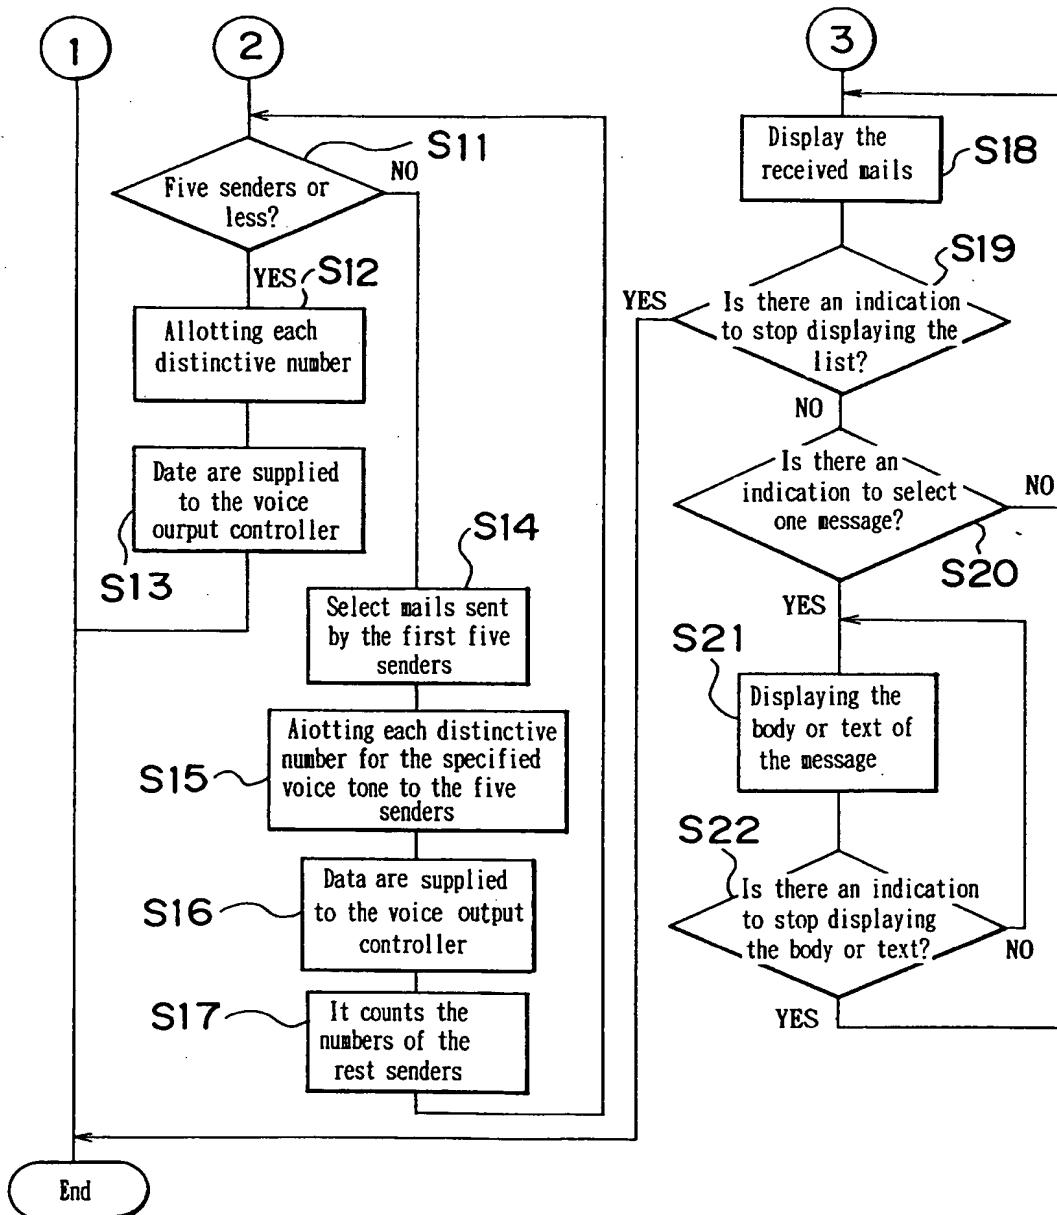 1
2
3
S11
NO
Five senders or
less?
YES
S12
Allotting each
distinctive number
Date are supplied
to the voice
ourput controller
S13
S14
Select mails sent
by the first five
senders
Aiotting each distinctive
number for the specified
voice tone to the five
senders
S15
Data are supplied
to the voice output
controller
S16
It counts the
numbers of the
rest senders
S17
End
Display the
received mails
S18
S19
YES
Is there an indication
to stop displaying the
list?
NO
Is there an
indication to select
one message?
NO
S20
YES
S21
Displaying the
body or text of
the message
S22
Is there an indication
to stop displaying
the body or text?
NO
YES